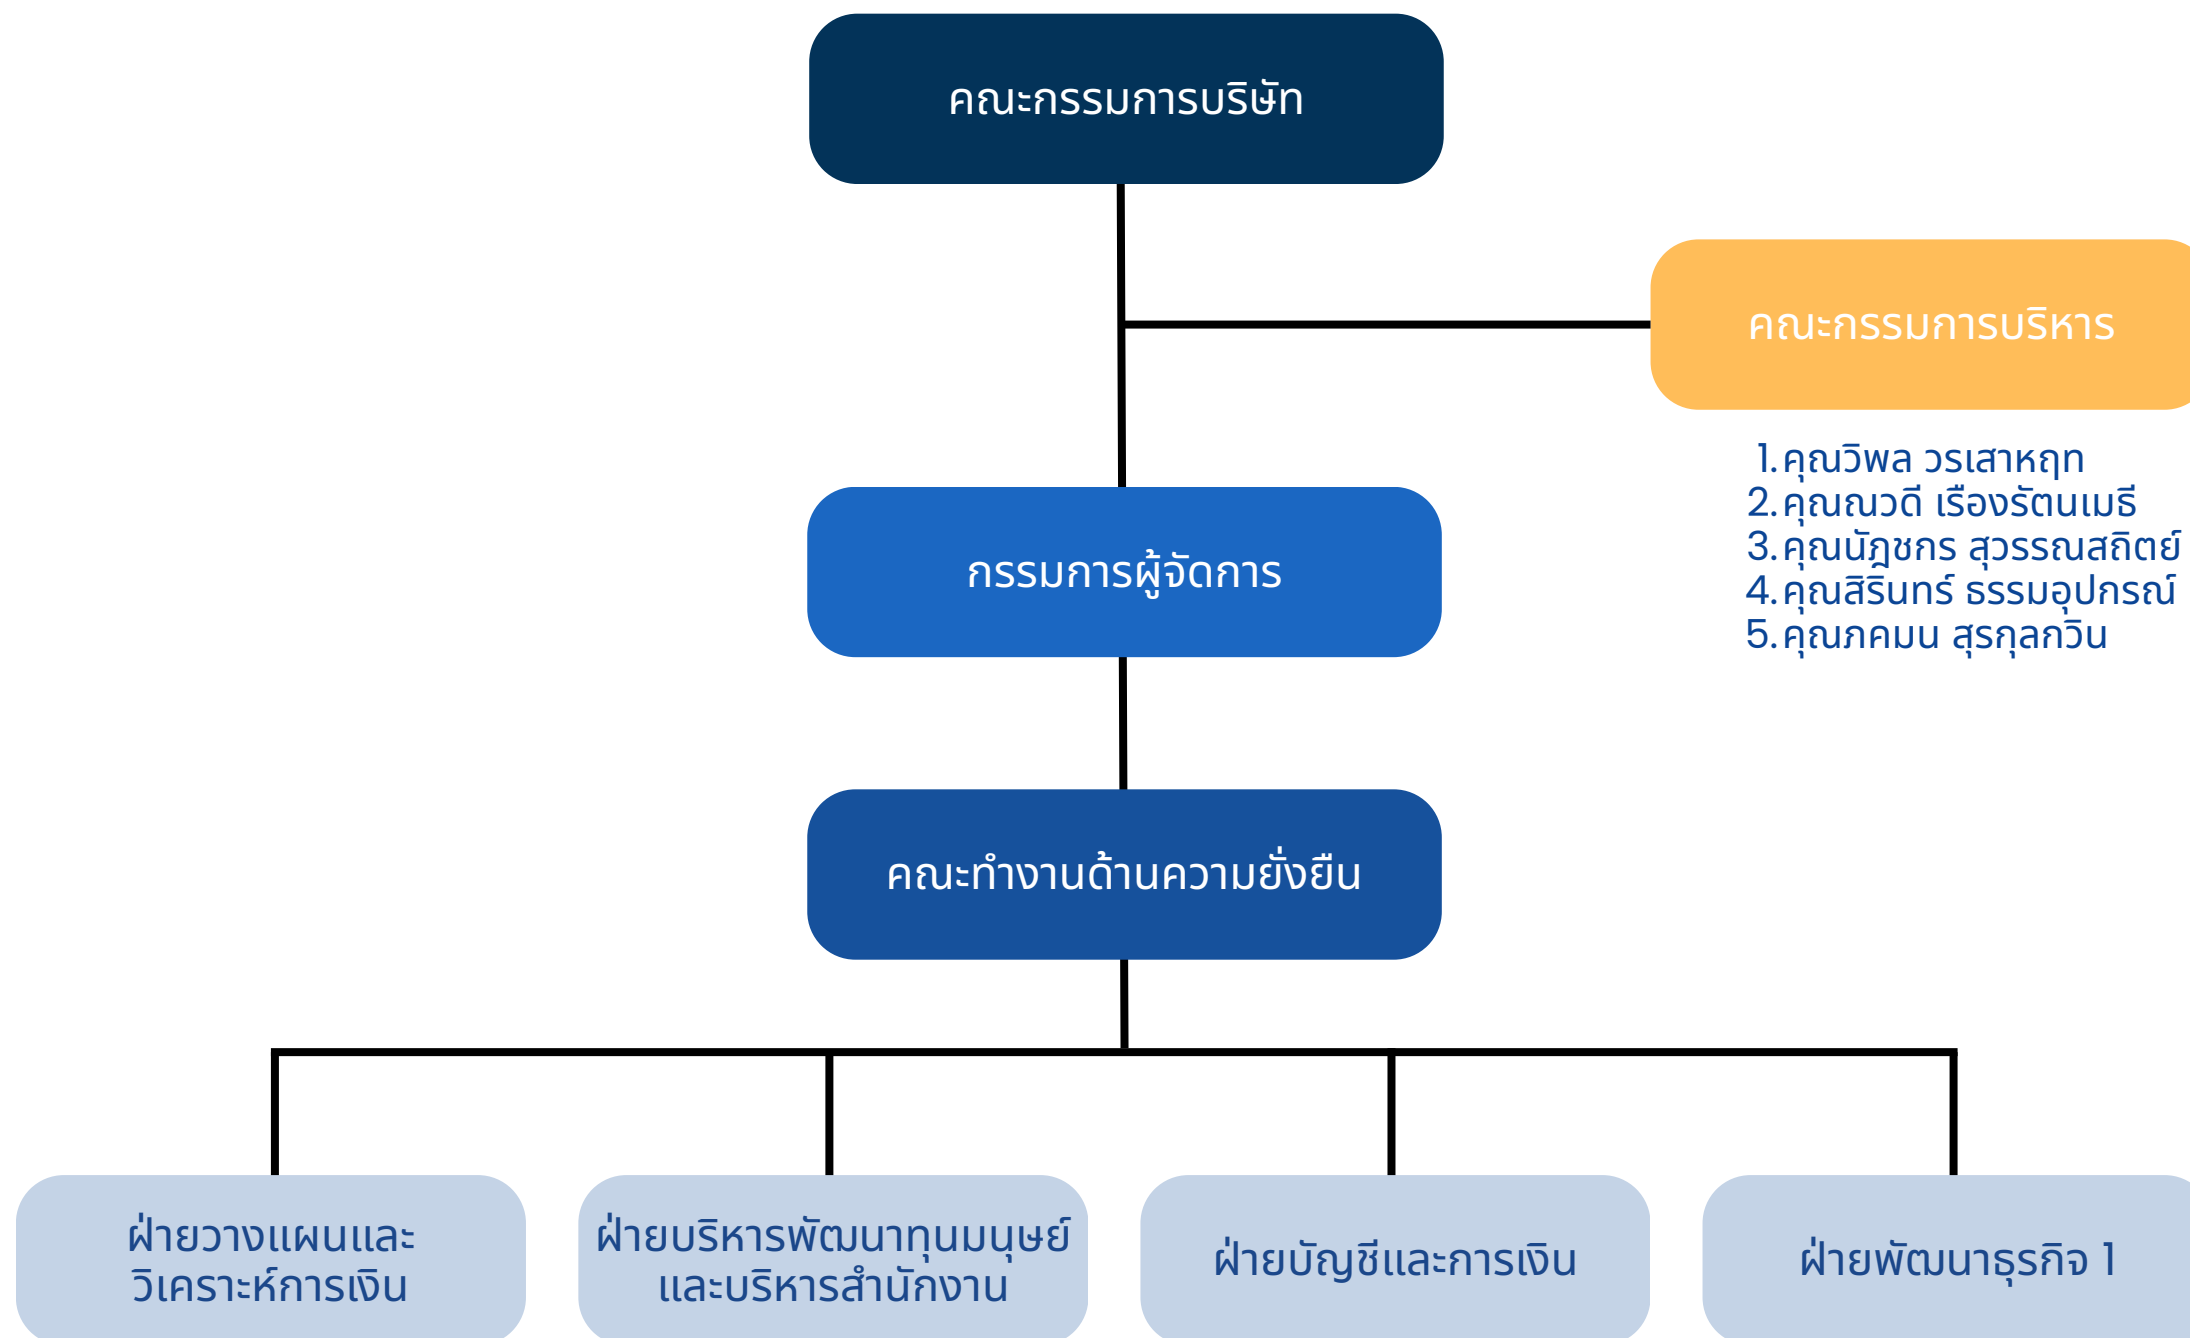 คณะกรรมการบริษัท
คณะกรรมการบริหาร
1. คุณวิพล วรเสาหฤท
2. คุณณวดี เรืองรัตนเมธี
3. คุณนัฎชกร สุวรรณสถิตย์
4. คุณสิรินทร์ ธรรมอุปกรณ์
5. คุณภคมน สุรกุลกวิน
กรรมการผู้จัดการ
คณะทำงานด้านความยั่งยืน
ฝ่ายวางแผนและ
วิเคราะห์การเงิน
ฝ่ายบริหารพัฒนาทุนมนุษย์
และบริหารสำนักงาน
ฝ่ายบัญชีและการเงิน
ฝ่ายพัฒนาธุรกิจ 1